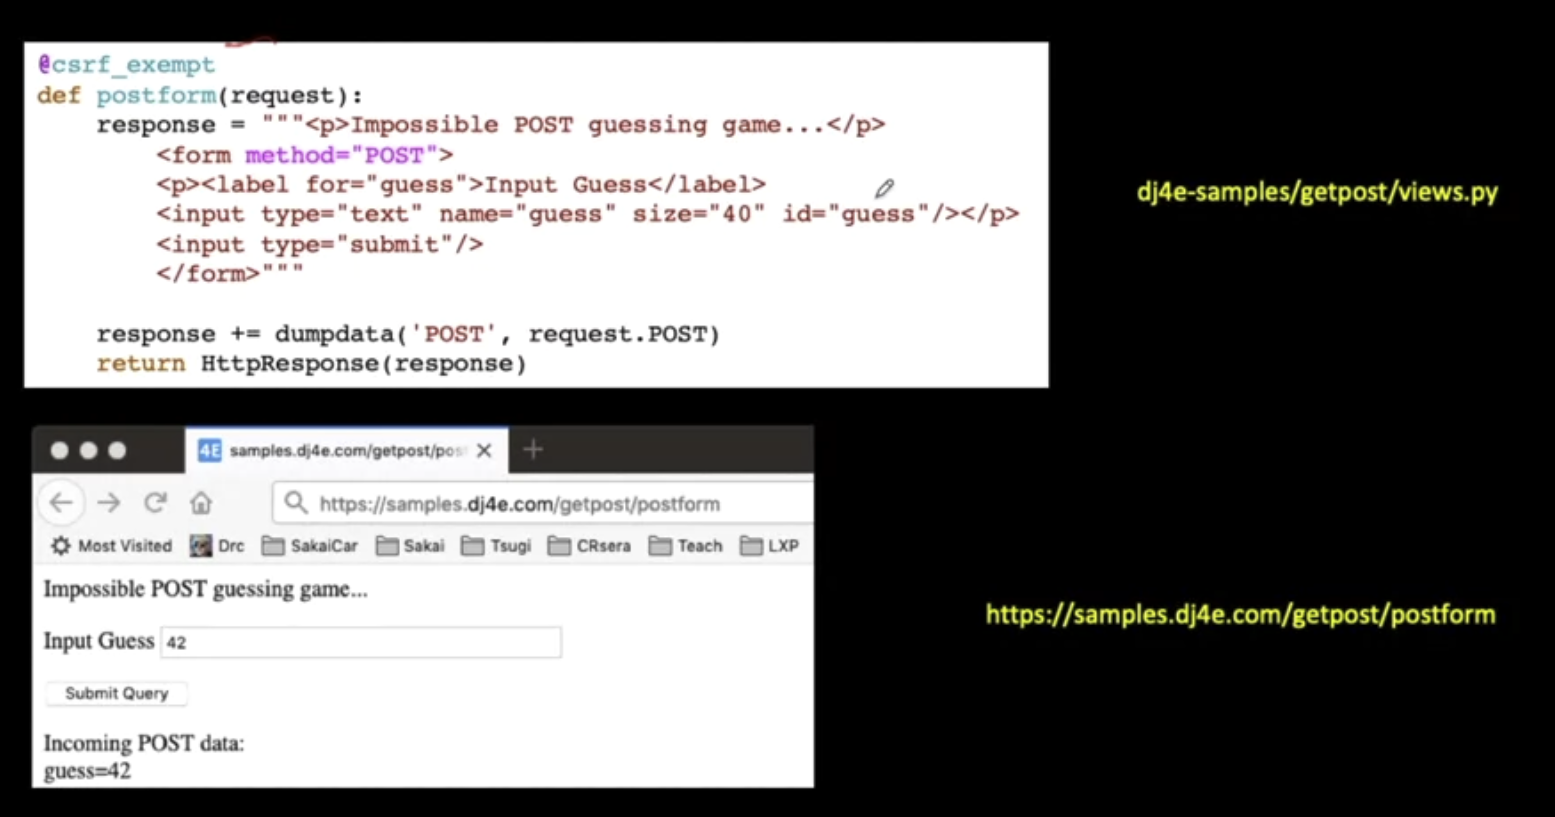 @csrf_exempt
def postform(request):
    response = """<p>Impossible POST guessing game...</p>
        <form method="POST">
        <p><label for="guess">Input Guess</label>
        <input type="text" name="guess" size="40" id="guess"/></p>
        <input type="submit"/>
        </form>"""
    response += dumpdata('POST', request.POST)
    return HttpResponse(response)
dj4e-samples/getpost/views.py
4E samples.dj4e.com/getpost/pos
https://samples.dj4e.com/getpost/postform
Most Visited Drc SakaiCar Sakai Tsugi CRsera Teach LXP
Impossible POST guessing game...
Input Guess 42
Submit Query
Incoming POST data:
guess=42
https://samples.dj4e.com/getpost/postform